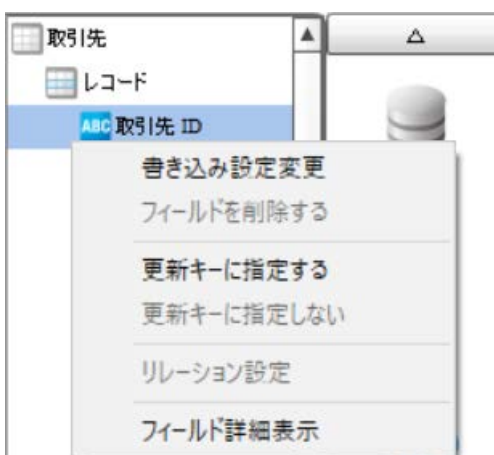 取引先
レコード
ABC 取引先 ID
書き込み設定変更
フィールドを削除する
更新キーに指定する
更新キーに指定しない
リレーション設定
フィールド詳細表示